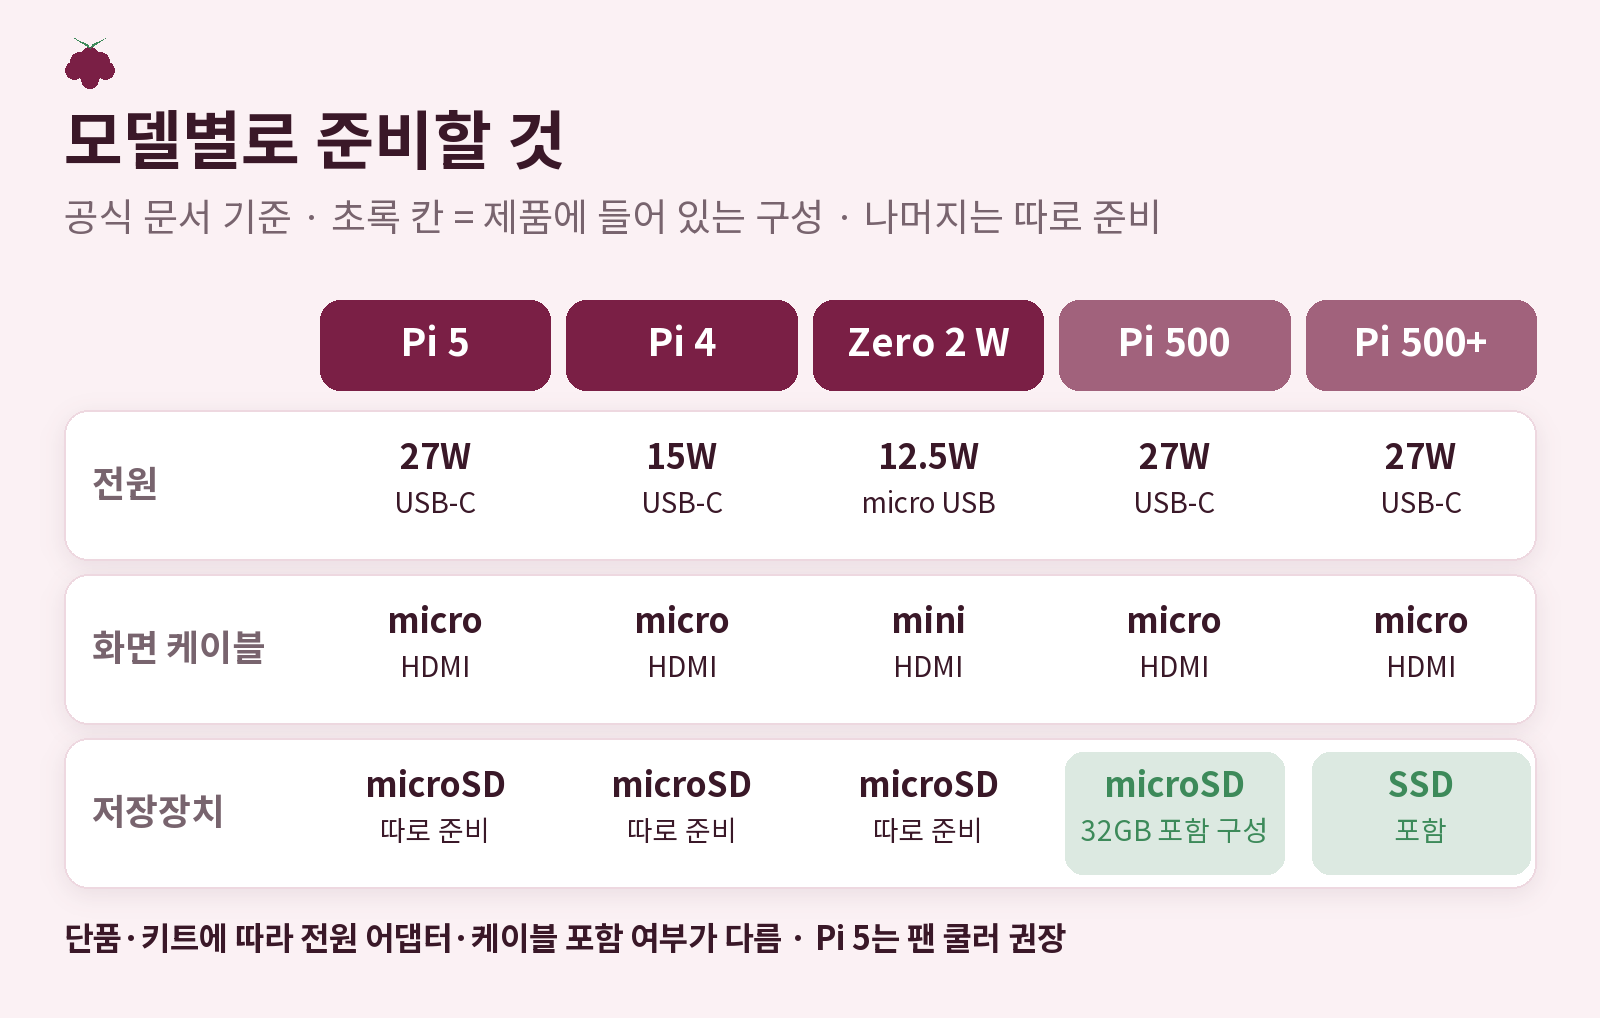 모델별로 준비할 것
공식 문서 기준 · 초록 칸 = 제품에 들어 있는 구성 · 나머지는 따로 준비
Pi 5 Pi 4 Zero 2 W Pi 500 Pi 500+
전원
27W 15W 12.5W 27W 27W
USB-C USB-C micro USB USB-C USB-C
화면 케이블
micro micro mini micro micro
HDMI HDMI HDMI HDMI HDMI
저장장치
microSD microSD microSD microSD SSD
따로 준비 따로 준비 따로 준비 32GB 포함 구성 포함
단품·키트에 따라 전원 어댑터·케이블 포함 여부가 다름 · Pi 5는 팬 쿨러 권장